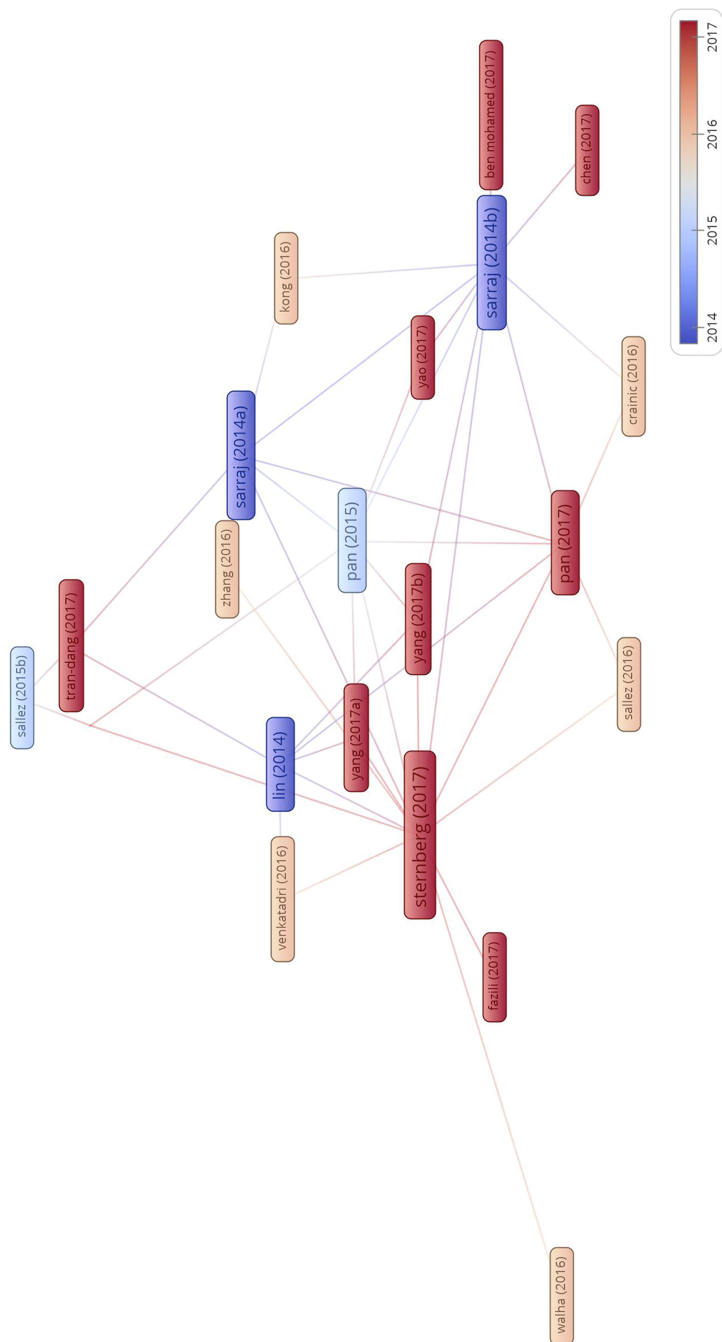 walha (2016)
sallez (2015b)
tran-dang (2017)
zhang (2016)
sarraj (2014a)
kong (2016)
venkatadri (2016)
lin (2014)
yang (2017a)
pan (2015)
sternberg (2017)
yang (2017b)
yao (2017)
fazili (2017)
sarraj (2014b)
ben mohamed (2017)
pan (2017)
chen (2017)
sallez (2016)
crainic (2016)
2014
2015
2016
2017